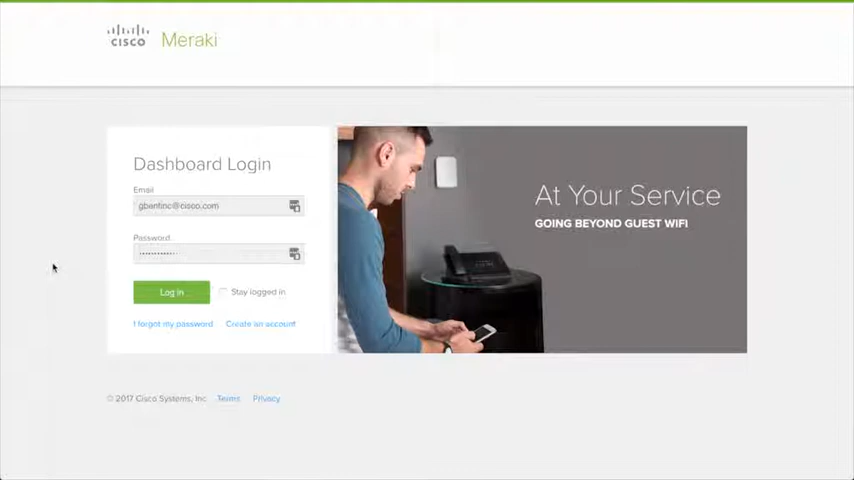 CISCO Meraki
Dashboard Login
Email
gbentinc@cisco.com
Password
Log in
Stay logged in
I forgot my password Create an account
At Your Service
GOING BEYOND GUEST WIFI
© 2017 Cisco Systems, Inc Terms Privacy